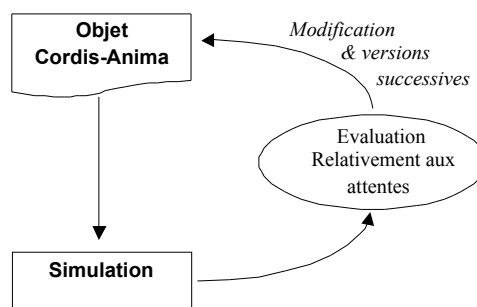 Objet
Cordis-Anima
Modification
& versions
successives
Evaluation
Relativement aux
attentes
Simulation